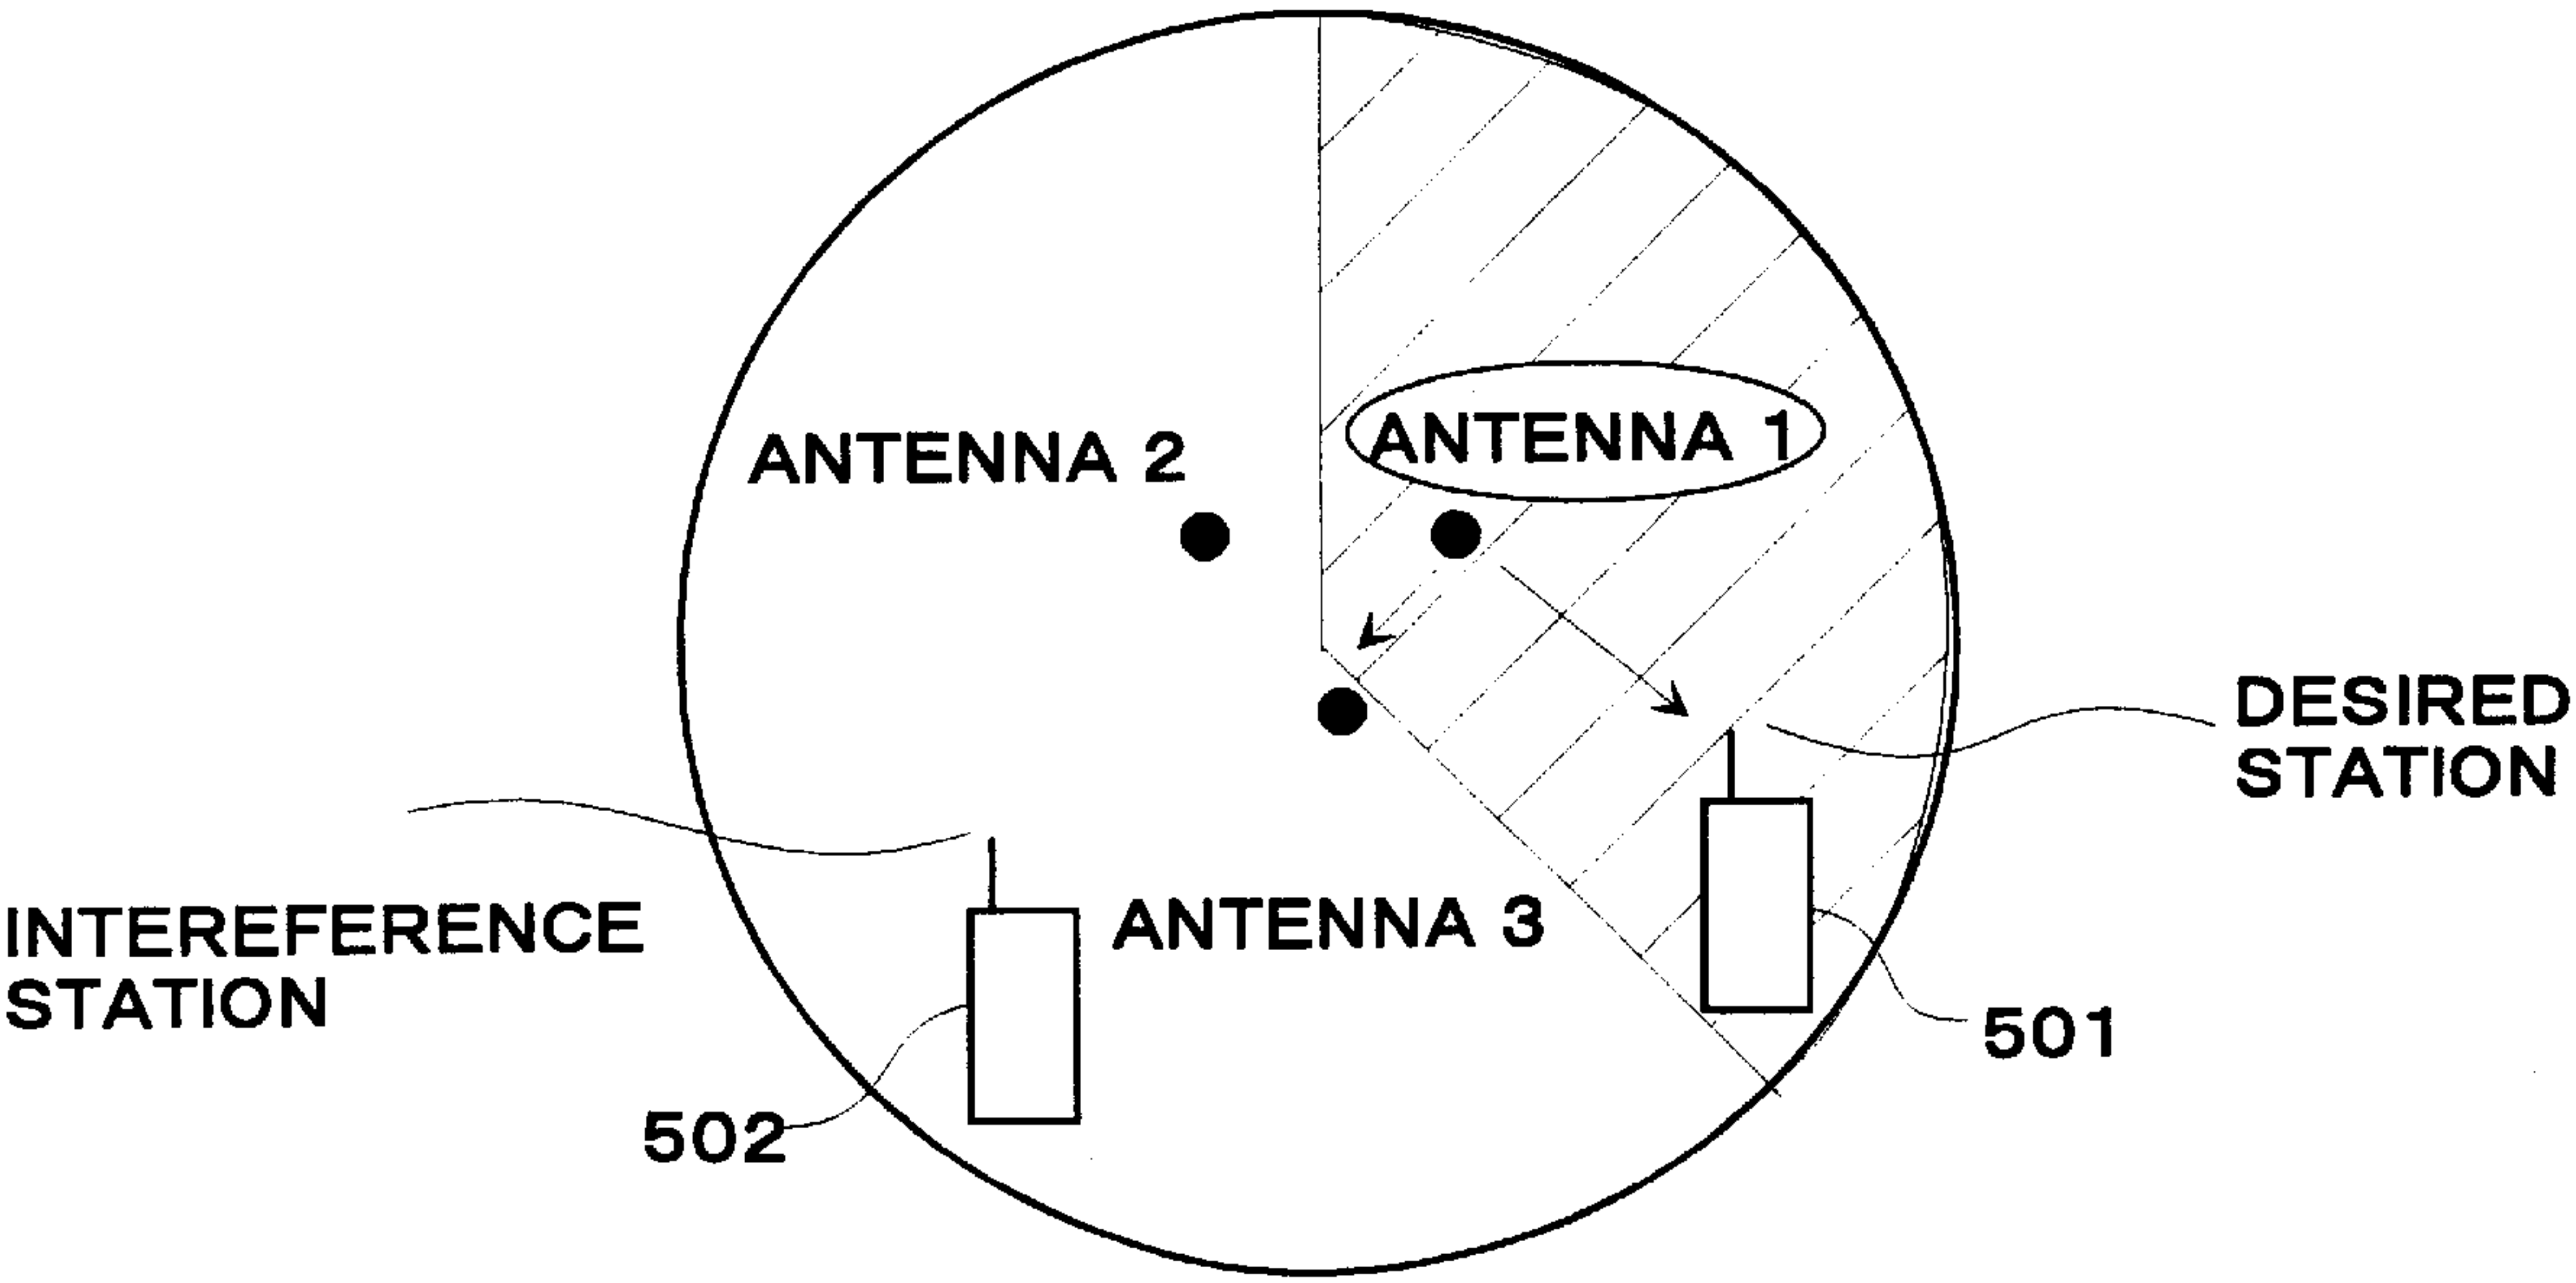 ANTENNA 1
ANTENNA 2
DESIRED
STATION
ANTENNA 3
INTEREFERENCE
STATION
501
502